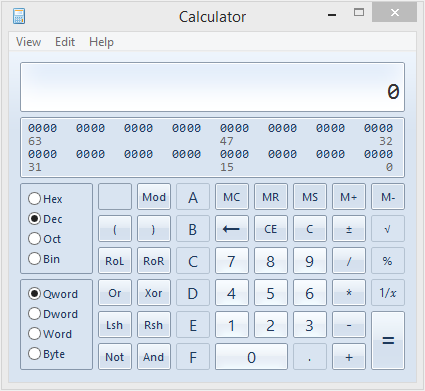 Calculator
View Edit Help
0
0000 0000 0000 0000 0000 0000 0000 0000
63 47 32
0000 0000 0000 0000 0000 0000 0000 0000
31 15 0
Hex
Dec
Oct
Bin
Qword
Dword
Word
Byte
Mod A MC MR MS M+ M-
( ) B ← CE C ± √
RoL RoR C 7 8 9 / %
Or Xor D 4 5 6 * 1/x
Lsh Rsh E 1 2 3 - =
Not And F 0 . +